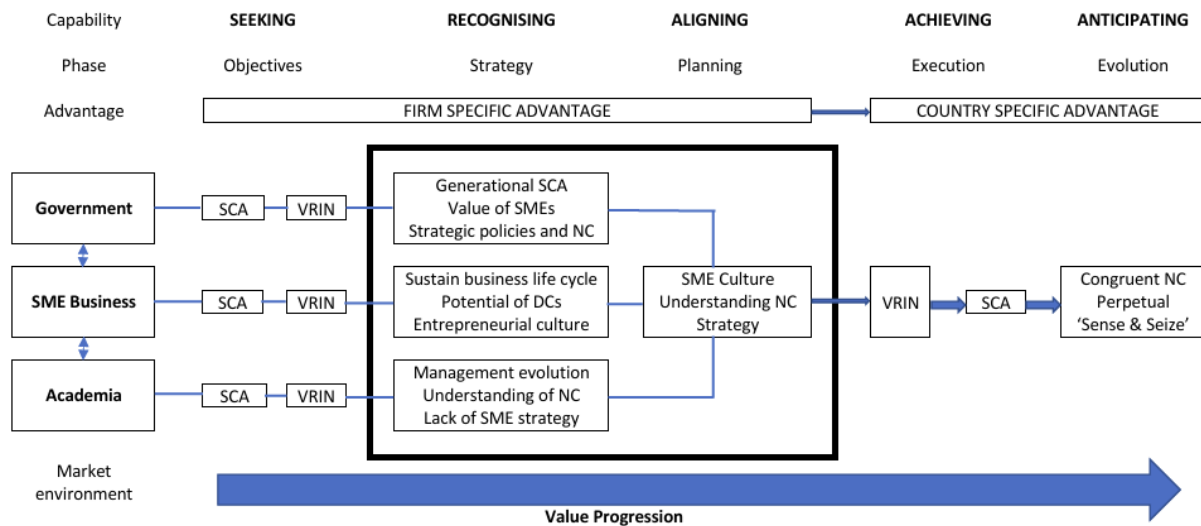 Capability SEEKING RECOGNISING ALIGNING ACHIEVING ANTICIPATING
Phase Objectives Strategy Planning Execution Evolution
Advantage FIRM SPECIFIC ADVANTAGE COUNTRY SPECIFIC ADVANTAGE
Government
SCA
VRIN
Generational SCA
Value of SMEs
Strategic policies and NC
SME Business
SCA
VRIN
Sustain business life cycle
Potential of DCs
Entrepreneurial culture
SME Culture
Understanding NC
Strategy
VRIN
SCA
Congruent NC
Perpetual
‘Sense & Seize’
Academia
SCA
VRIN
Management evolution
Understanding of NC
Lack of SME strategy
Market
environment
Value Progression